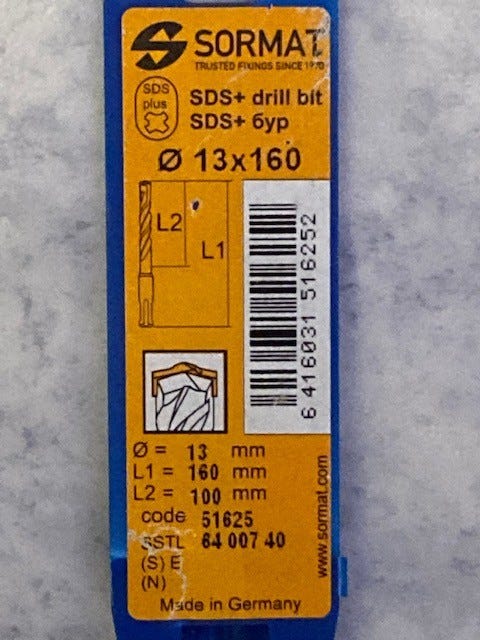 SORMAT
TRUSTED FIXINGS SINCE 1970
SDS
plus
SDS+ drill bit
SDS+ бур
Ø 13x160
L2
L1
6 416031 516252
Ø = 13 mm
L1 = 160 mm
L2 = 100 mm
code 51625
SSTL 64 007 40
(S) E
(N)
www.sormat.com
Made in Germany